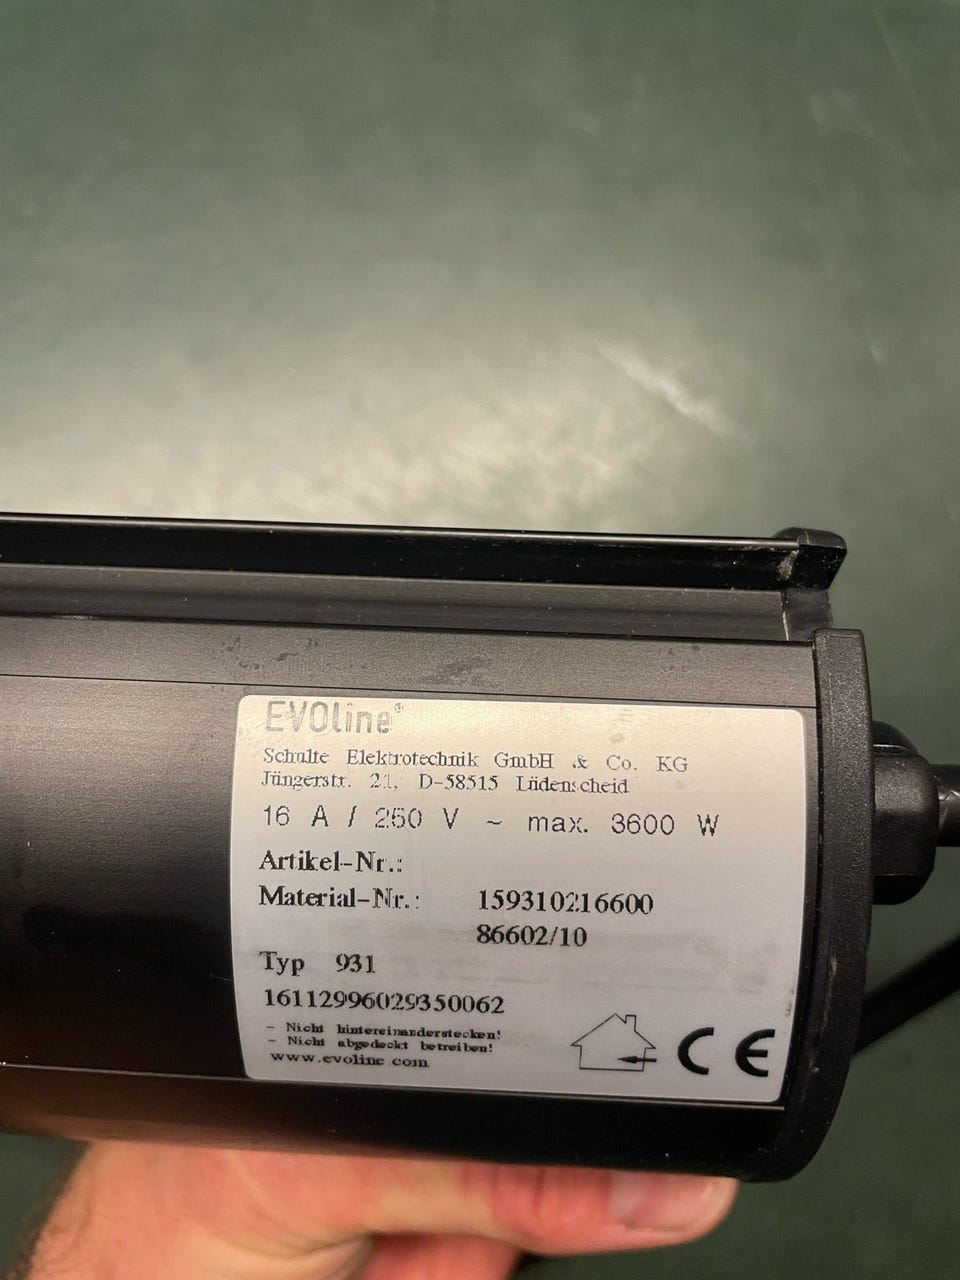 EVOline®
Schulte Elektrotechnik GmbH & Co. KG
Jüngerstr. 21, D-58515 Lüdenscheid
16 A / 250 V ~ max. 3600 W
Artikel-Nr.:
Material-Nr.: 159310216600
86602/10
Typ 931
16112996029350062
- Nicht hintereinanderstecken!
- Nicht abgedeckt betreiben!
www.evoline.com
CE